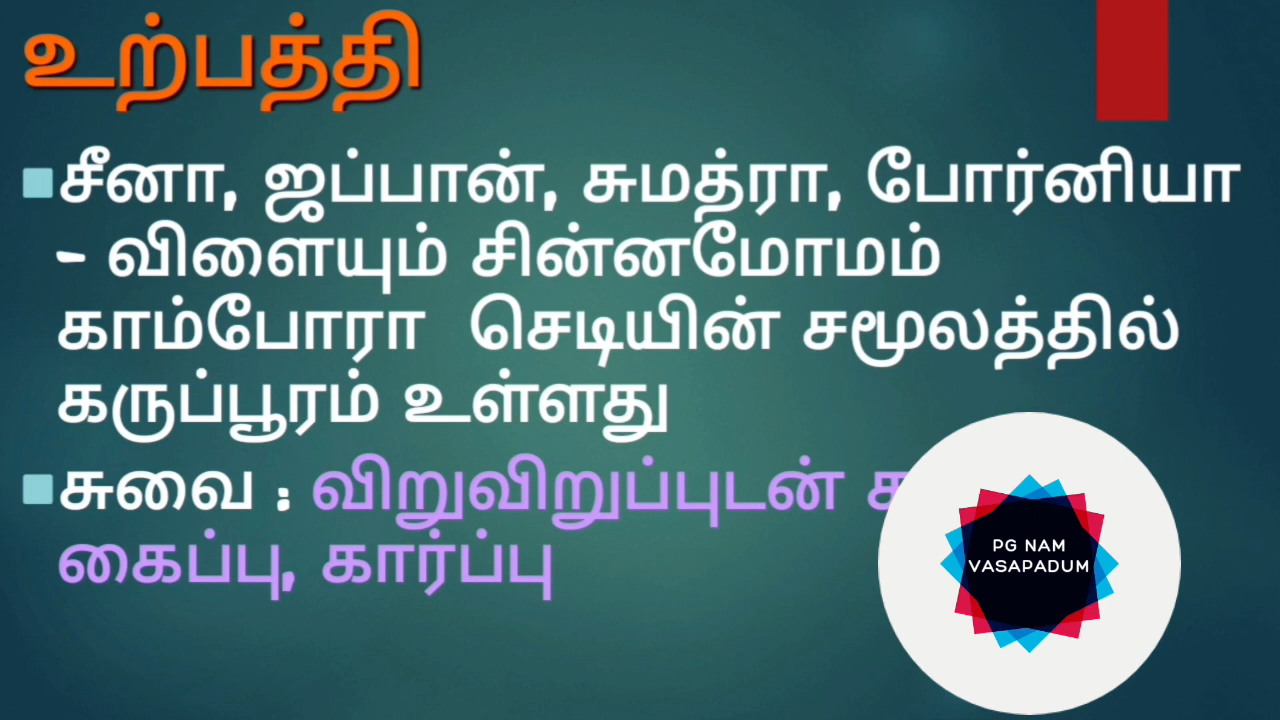 உற்பத்தி
சீனா, ஜப்பான், சுமத்ரா, போர்னியா
- விளையும் சின்னமோமம்
காம்போரா செடியின் சமூலத்தில்
கருப்பூரம் உள்ளது
சுவை : விறுவிறுப்புடன்
கைப்பு, கார்ப்பு
PG NAM
VASAPADUM